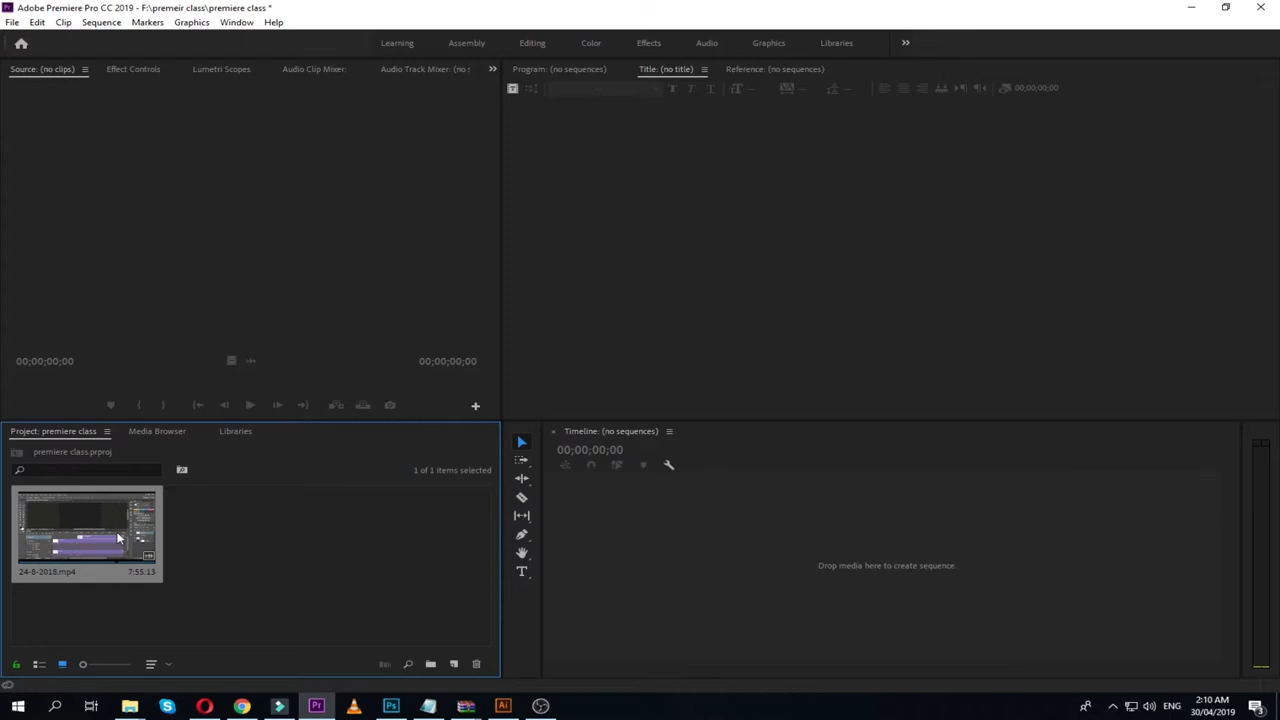 Adobe Premiere Pro CC 2019 - F:\premeir class\premiere class *
File Edit Clip Sequence Markers Graphics Window Help
Learning Assembly Editing Color Effects Audio Graphics Libraries
Source: (no clips) Effect Controls Lumetri Scopes Audio Clip Mixer: Audio Track Mixer: (no s
Program: (no sequences) Title: (no title) Reference: (no sequences)
00;00;00;00
00;00;00;00 00;00;00;00
Project: premiere class Media Browser Libraries
premiere class.prproj
1 of 1 items selected
24-8-2018.mp4 7:55:13
× Timeline: (no sequences)
00;00;00;00
Drop media here to create sequence.
ENG
2:10 AM
30/04/2019